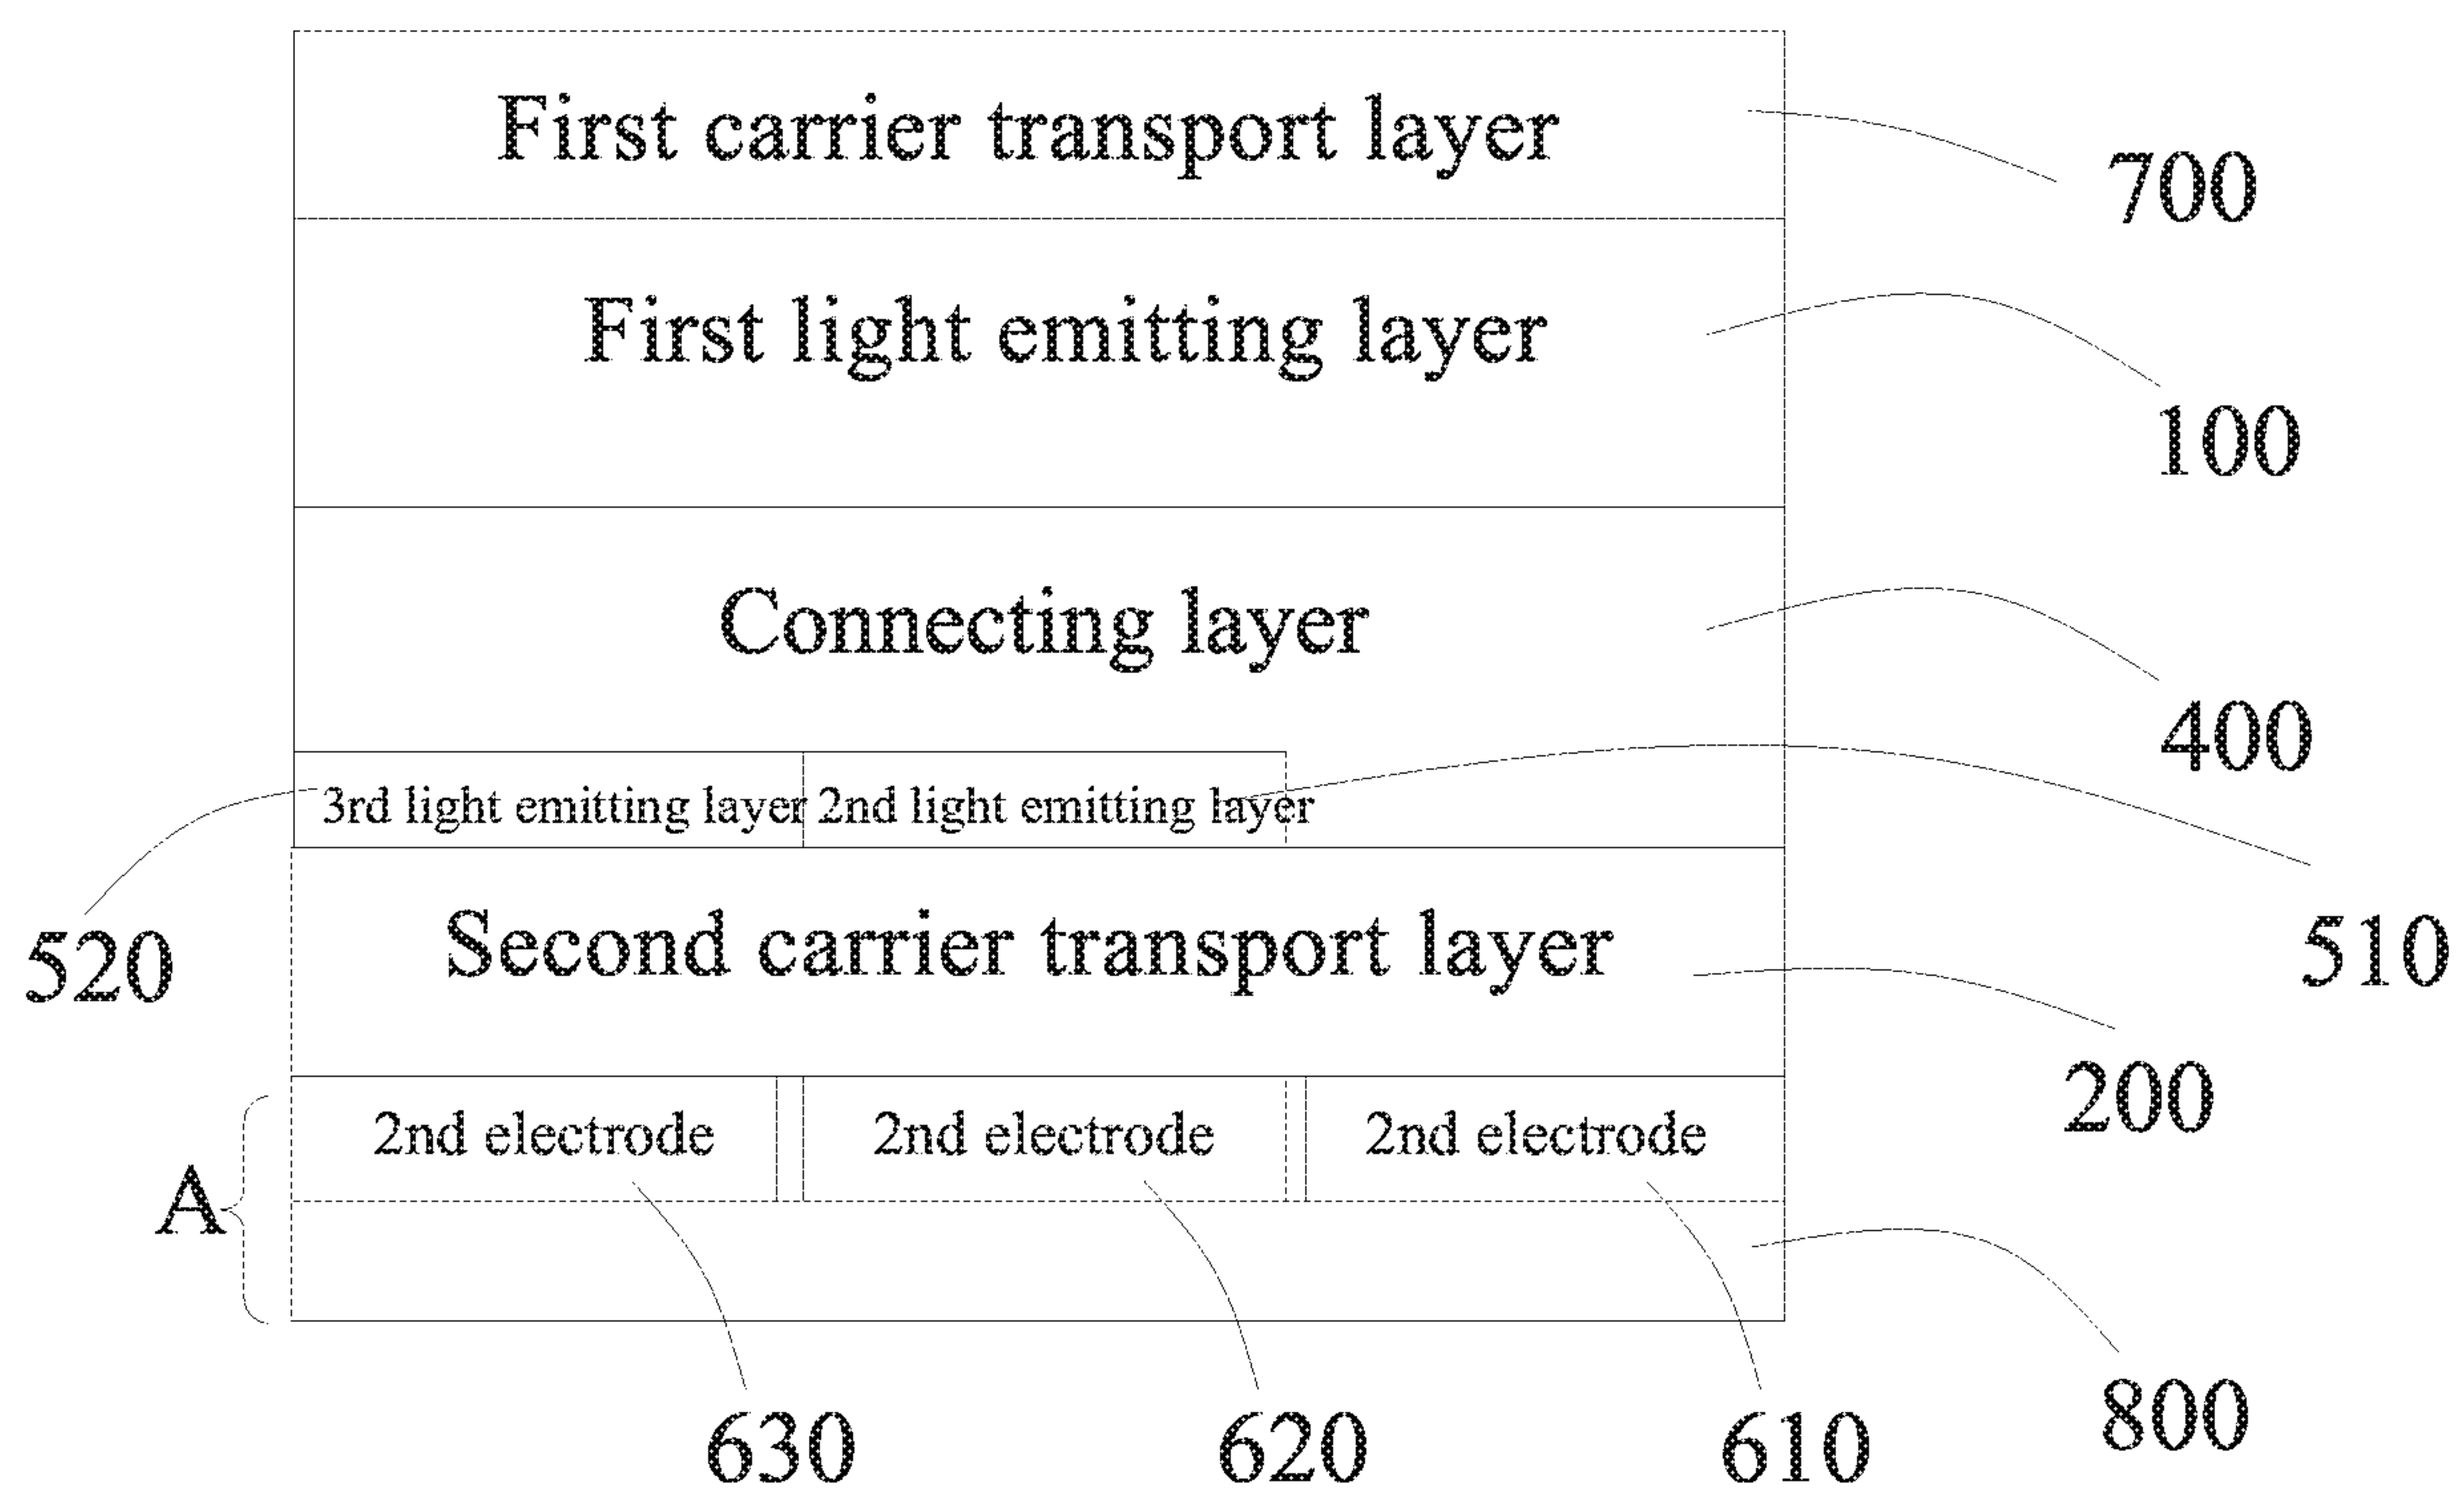 First carrier transport layer
700
First light emitting layer
100
Connecting layer
400
3rd light emitting layer 2nd light emitting layer
520
510
Second carrier transport layer
200
A
2nd electrode 2nd electrode 2nd electrode
630 620 610
800